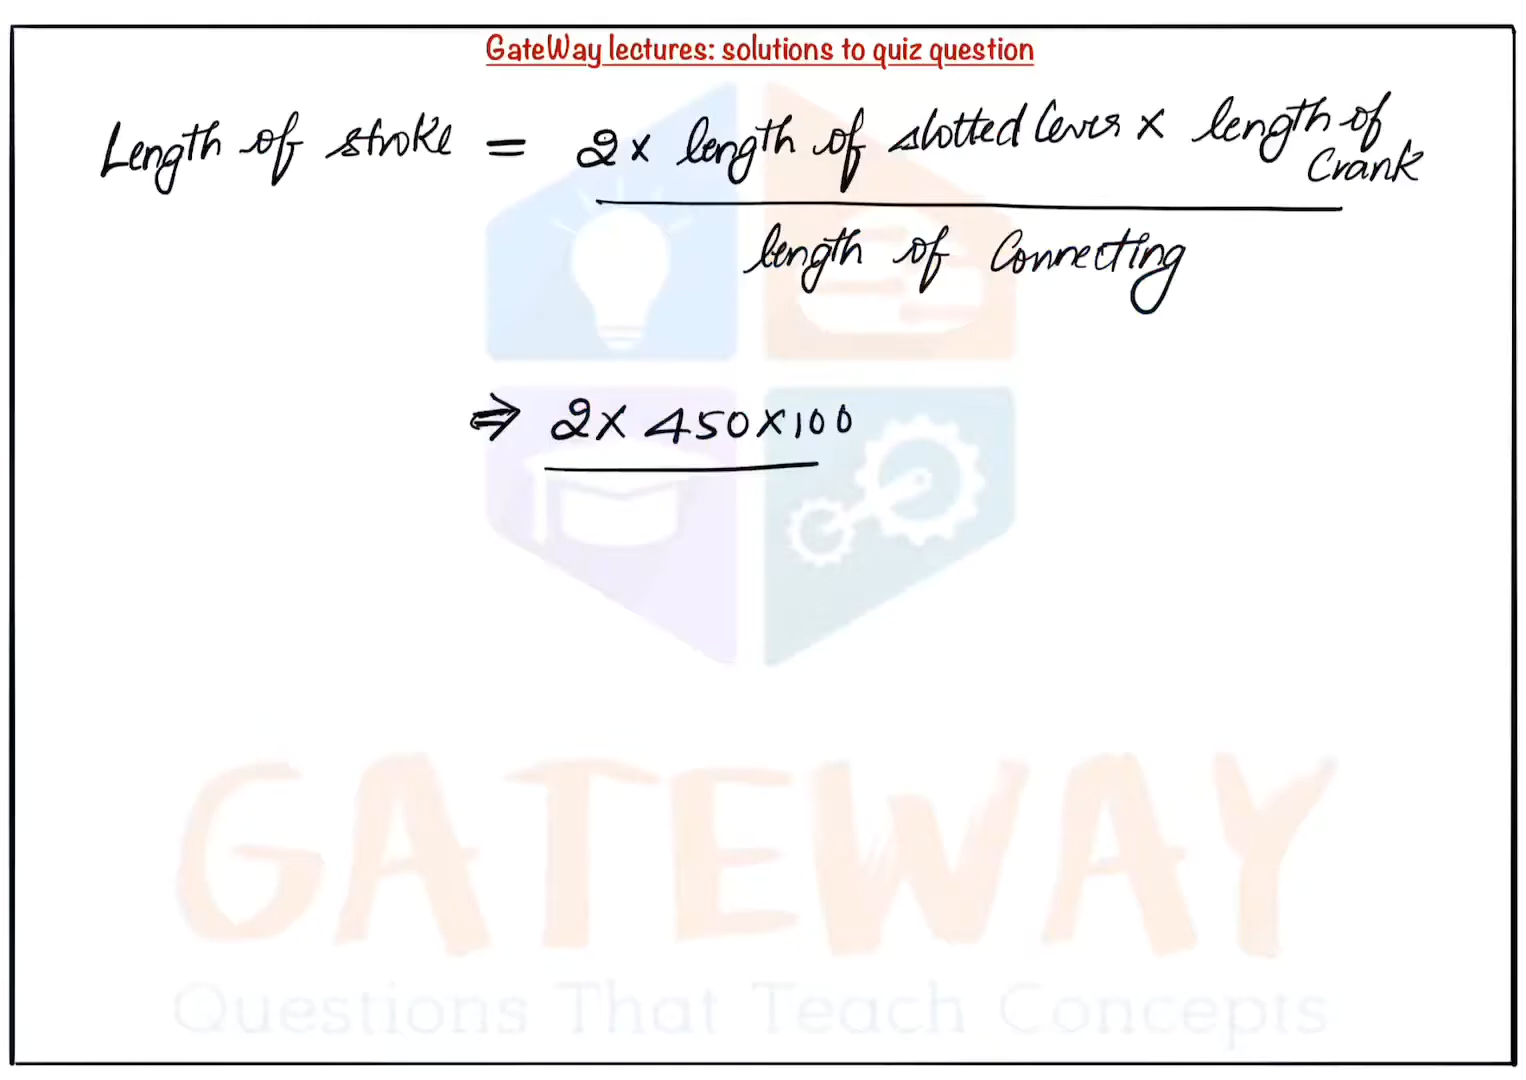 GateWay lectures: solutions to quiz question
Length of stroke = 2 x length of slotted lever x length of Crank
length of Connecting
⇒ 2 x 450 x 100
GATEWAY
Questions That Teach Concepts